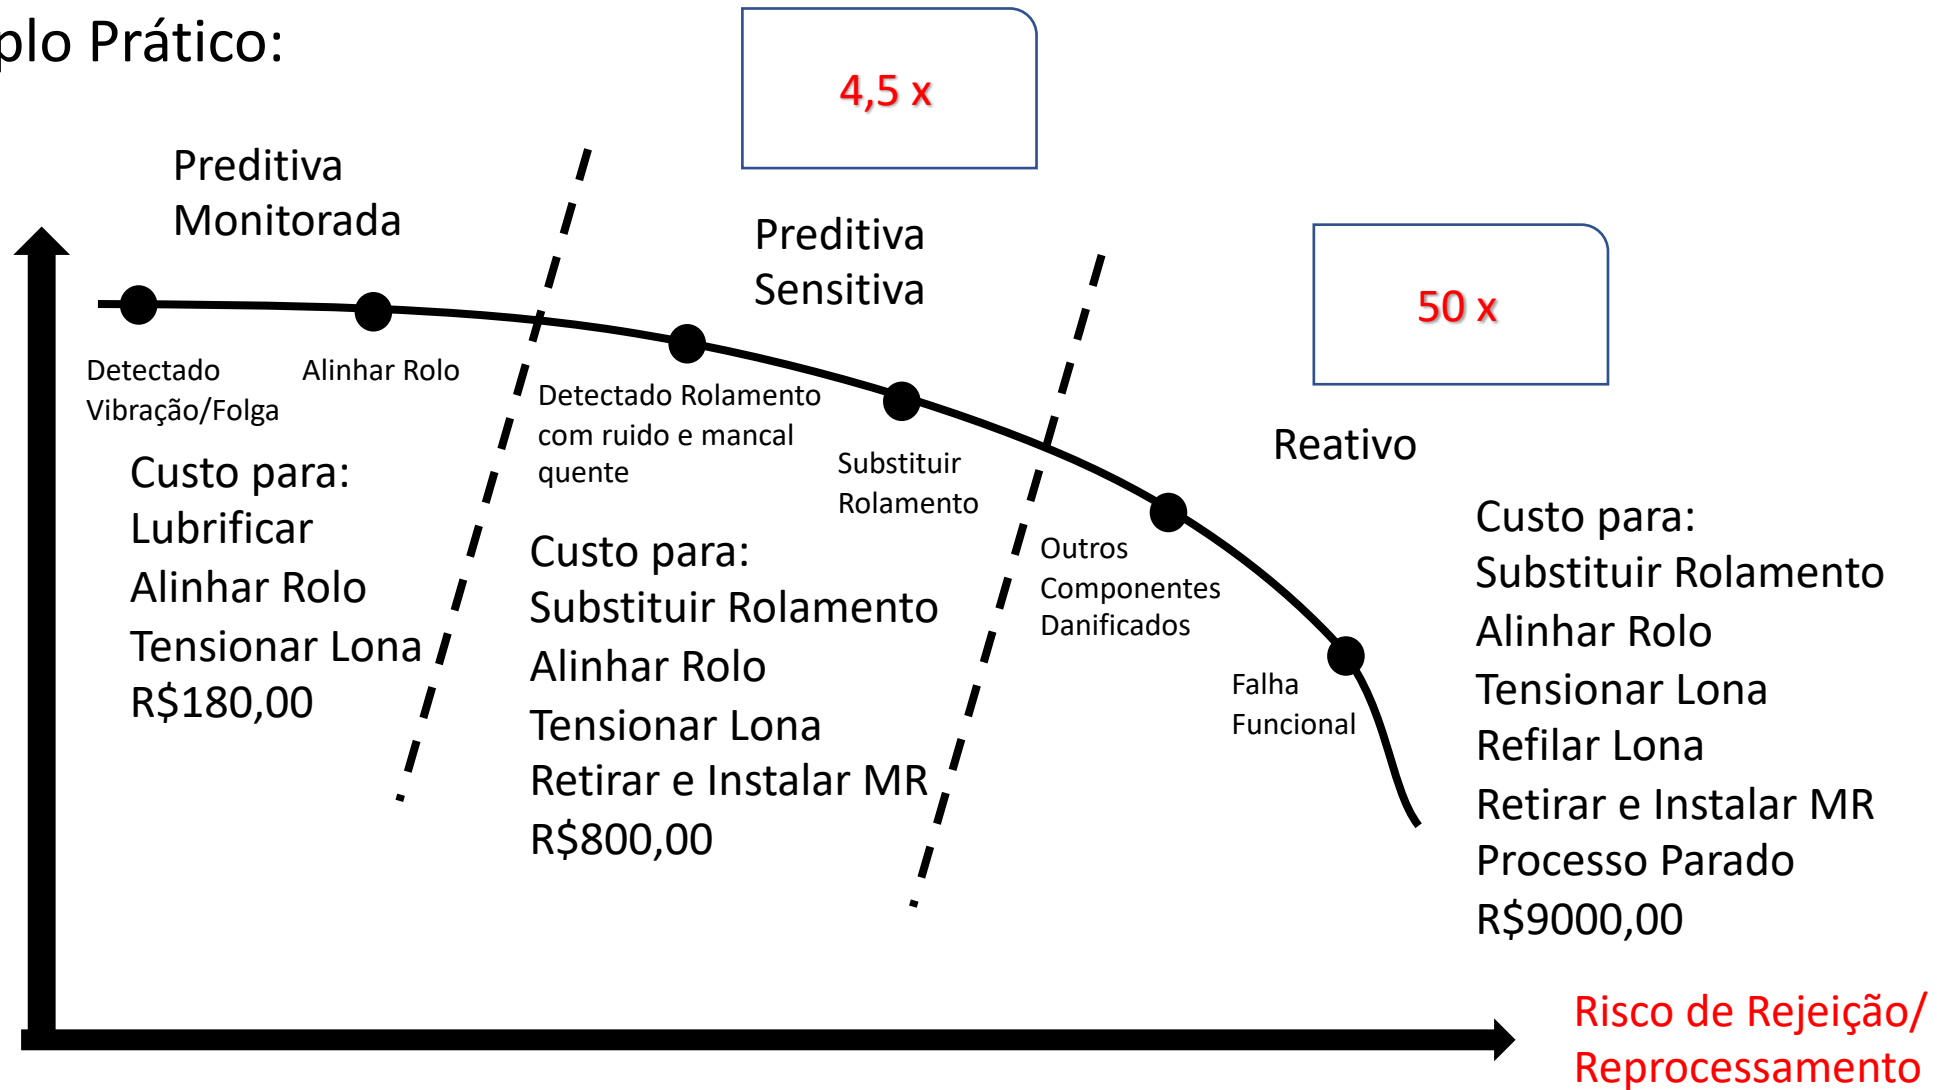 plo Prático:
4,5 x
Preditiva
Monitorada
Preditiva
Sensitiva
50 x
Detectado
Vibração/Folga
Alinhar Rolo
Detectado Rolamento
com ruido e mancal
quente
Substituir
Rolamento
Reativo
Outros
Componentes
Danificados
Falha
Funcional
Custo para:
Lubrificar
Alinhar Rolo
Tensionar Lona
R$180,00
Custo para:
Substituir Rolamento
Alinhar Rolo
Tensionar Lona
Retirar e Instalar MR
R$800,00
Custo para:
Substituir Rolamento
Alinhar Rolo
Tensionar Lona
Refilar Lona
Retirar e Instalar MR
Processo Parado
R$9000,00
Risco de Rejeição/
Reprocessamento